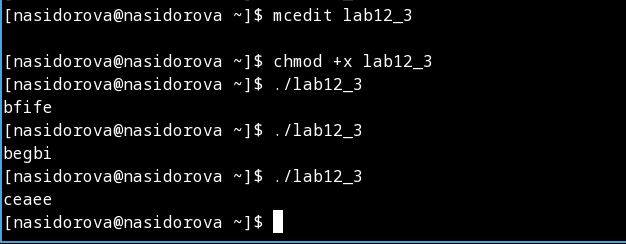 [nasidorova@nasidorova ~]$ mcedit lab12_3
[nasidorova@nasidorova ~]$ chmod +x lab12_3
[nasidorova@nasidorova ~]$ ./lab12_3
bfife
[nasidorova@nasidorova ~]$ ./lab12_3
begbi
[nasidorova@nasidorova ~]$ ./lab12_3
ceaee
[nasidorova@nasidorova ~]$